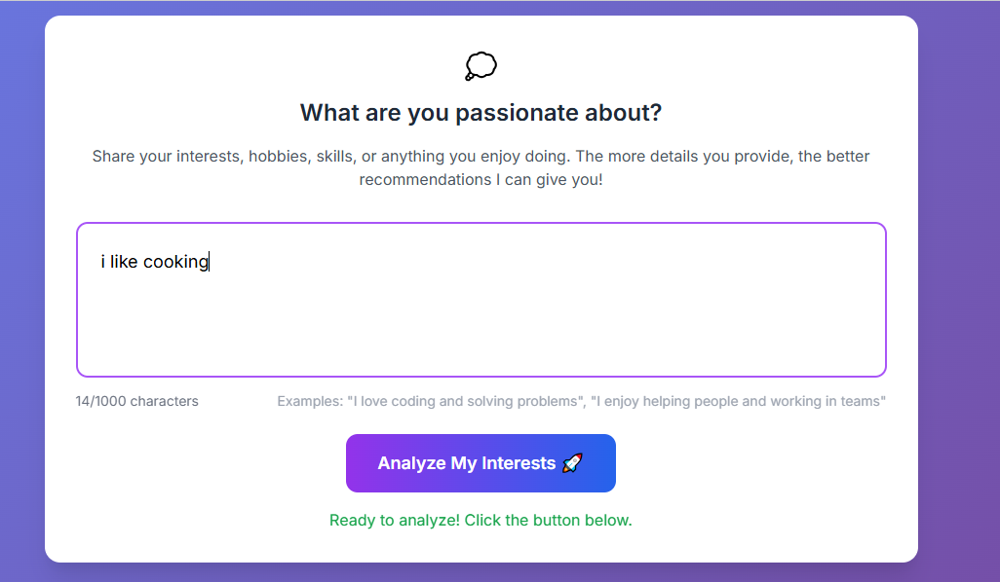 What are you passionate about?
Share your interests, hobbies, skills, or anything you enjoy doing. The more details you provide, the better
recommendations I can give you!
i like cooking
14/1000 characters
Examples: "I love coding and solving problems", "I enjoy helping people and working in teams"
Analyze My Interests 🚀
Ready to analyze! Click the button below.